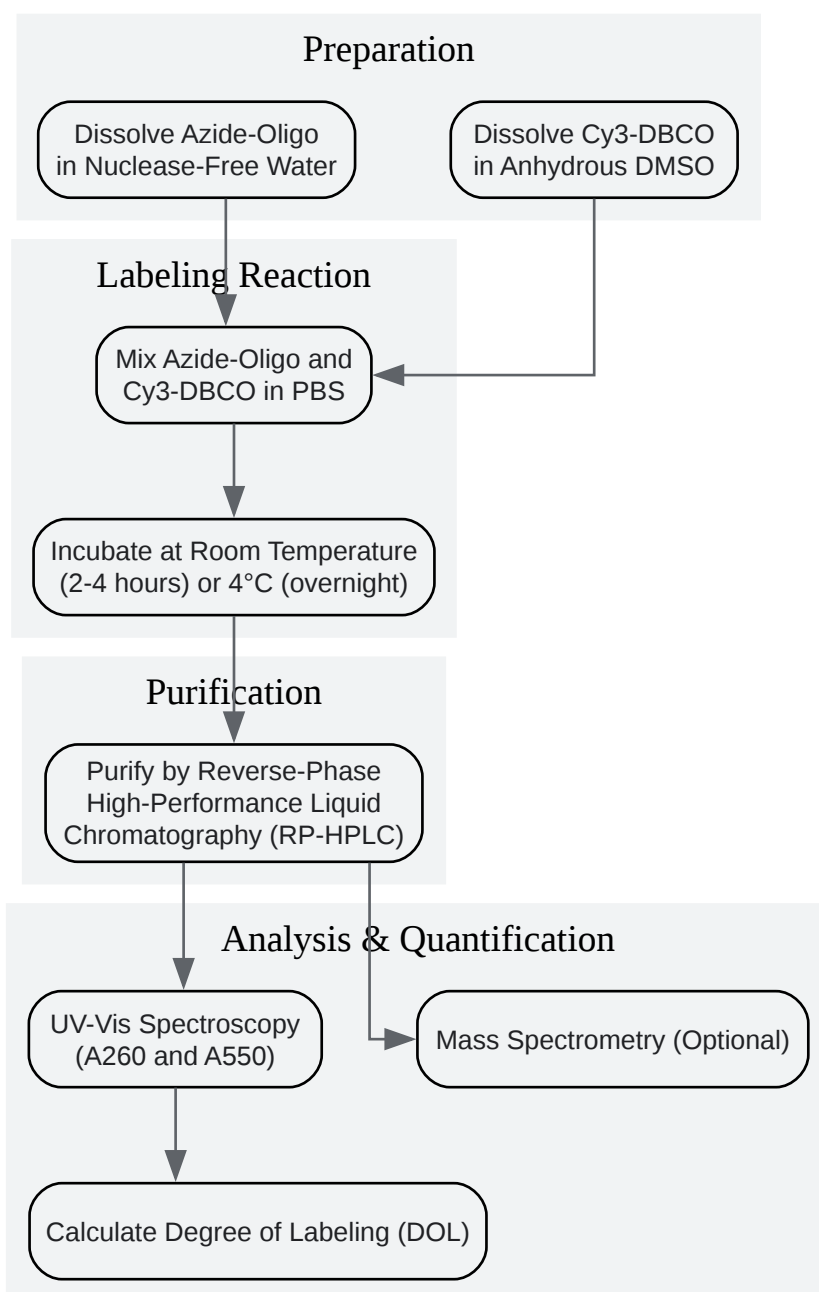 Preparation
Dissolve Azide-Oligo
in Nuclease-Free Water
Dissolve Cy3-DBCO
in Anhydrous DMSO
Labeling Reaction
Mix Azide-Oligo and
Cy3-DBCO in PBS
Incubate at Room Temperature
(2-4 hours) or 4°C (overnight)
Purification
Purify by Reverse-Phase
High-Performance Liquid
Chromatography (RP-HPLC)
Analysis & Quantification
UV-Vis Spectroscopy
(A260 and A550)
Mass Spectrometry (Optional)
Calculate Degree of Labeling (DOL)